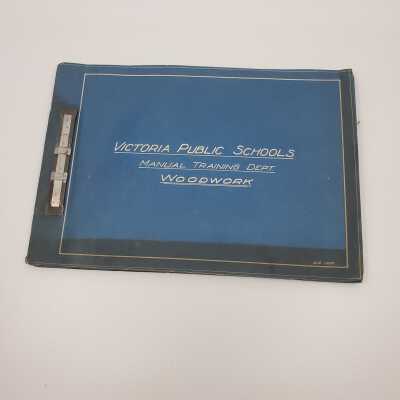 VICTORIA PUBLIC SCHOOLS
MANUAL TRAINING DEPT
WOODWORK